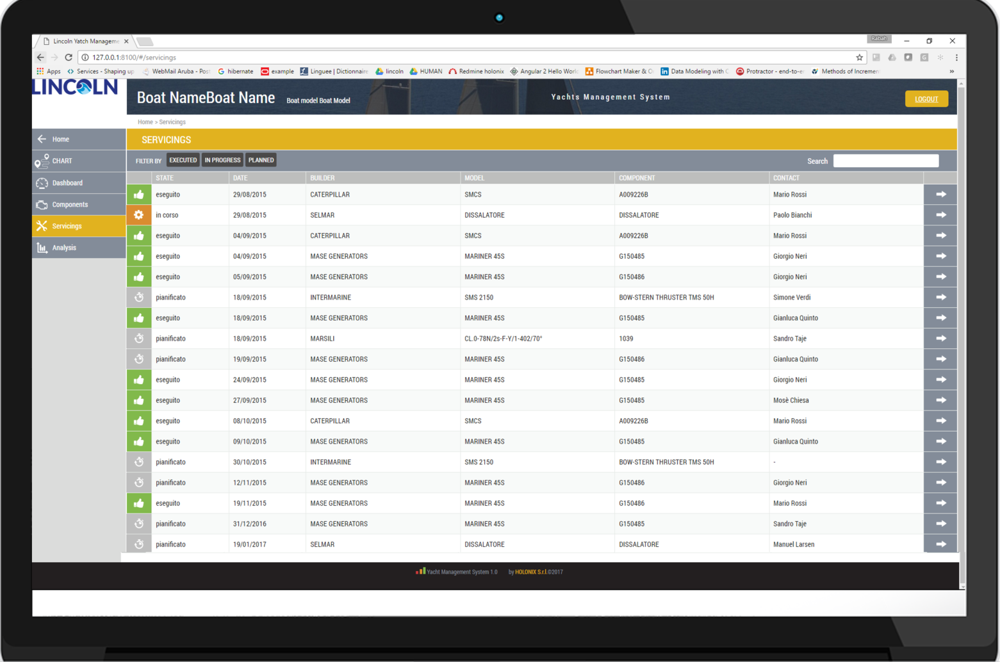 Rabah
Lincoln Yatch Manageme
127.0.0.1:8100/#/servicings
Apps Services - Shaping up WebMail Aruba - Post hibernate example Linguee | Dictionnaire lincoln HUMAN Redmine holonix Angular 2 Hello Worl Flowchart Maker & O Data Modeling with C Protractor - end-to-e Methods of Increment »
LINCOLN
Boat NameBoat Name Boat model Boat Model Yachts Management System LOGOUT
Home > Servicings
Home
CHART
Dashboard
Components
Servicings
Analysis
SERVICINGS
FILTER BY EXECUTED IN PROGRESS PLANNED Search
STATE DATE BUILDER MODEL COMPONENT CONTACT
eseguito 29/08/2015 CATERPILLAR SMCS A009226B Mario Rossi
in corso 29/08/2015 SELMAR DISSALATORE DISSALATORE Paolo Bianchi
eseguito 04/09/2015 CATERPILLAR SMCS A009226B Mario Rossi
eseguito 04/09/2015 MASE GENERATORS MARINER 45S G150485 Giorgio Neri
eseguito 05/09/2015 MASE GENERATORS MARINER 45S G150486 Giorgio Neri
pianificato 18/09/2015 INTERMARINE SMS 2150 BOW-STERN THRUSTER TMS 50H Simone Verdi
eseguito 18/09/2015 MASE GENERATORS MARINER 45S G150485 Gianluca Quinto
pianificato 18/09/2015 MARSILI CL.0-78N/2s-F-Y/1-402/70° 1039 Sandro Taje
pianificato 19/09/2015 MASE GENERATORS MARINER 45S G150486 Gianluca Quinto
eseguito 24/09/2015 MASE GENERATORS MARINER 45S G150485 Giorgio Neri
eseguito 27/09/2015 MASE GENERATORS MARINER 45S G150485 Mosè Chiesa
eseguito 08/10/2015 CATERPILLAR SMCS A009226B Mario Rossi
eseguito 09/10/2015 MASE GENERATORS MARINER 45S G150485 Gianluca Quinto
pianificato 30/10/2015 INTERMARINE SMS 2150 BOW-STERN THRUSTER TMS 50H -
pianificato 12/11/2015 MASE GENERATORS MARINER 45S G150486 Giorgio Neri
eseguito 19/11/2015 MASE GENERATORS MARINER 45S G150486 Mario Rossi
pianificato 31/12/2016 MASE GENERATORS MARINER 45S G150485 Sandro Taje
pianificato 19/01/2017 SELMAR DISSALATORE DISSALATORE Manuel Larsen
Yacht Management System 1.0 by HOLONIX S.r.l.©2017